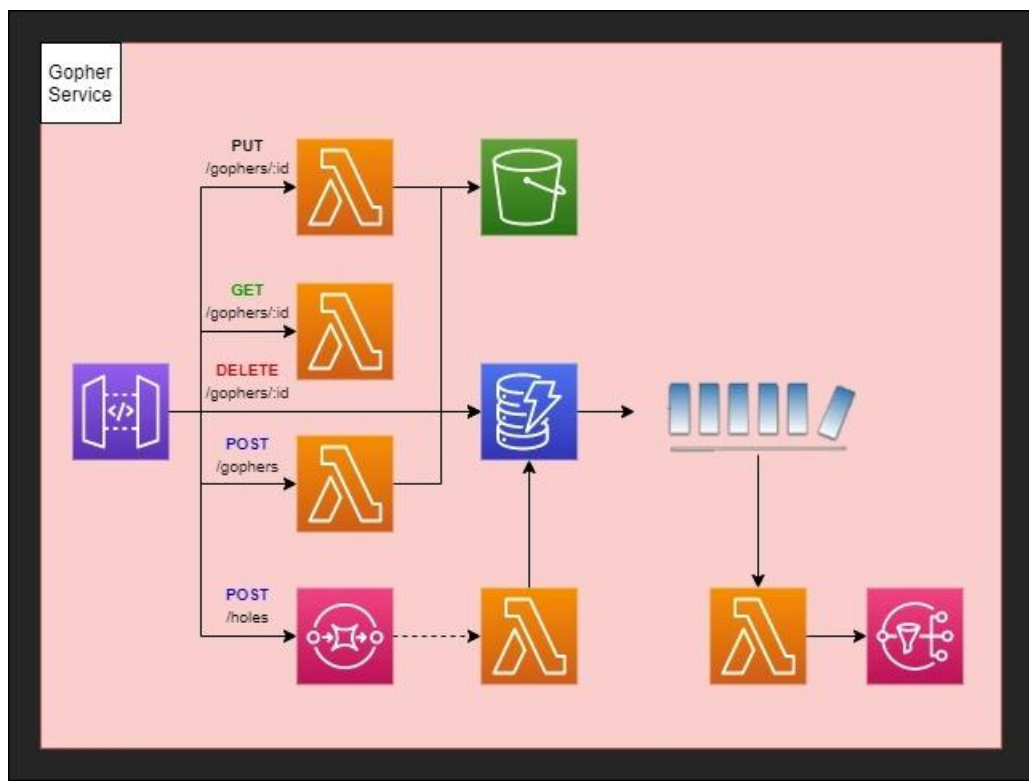 Gopher
Service
PUT
/gophers/:id
GET
/gophers/:id
DELETE
/gophers/:id
POST
/gophers
POST
/holes